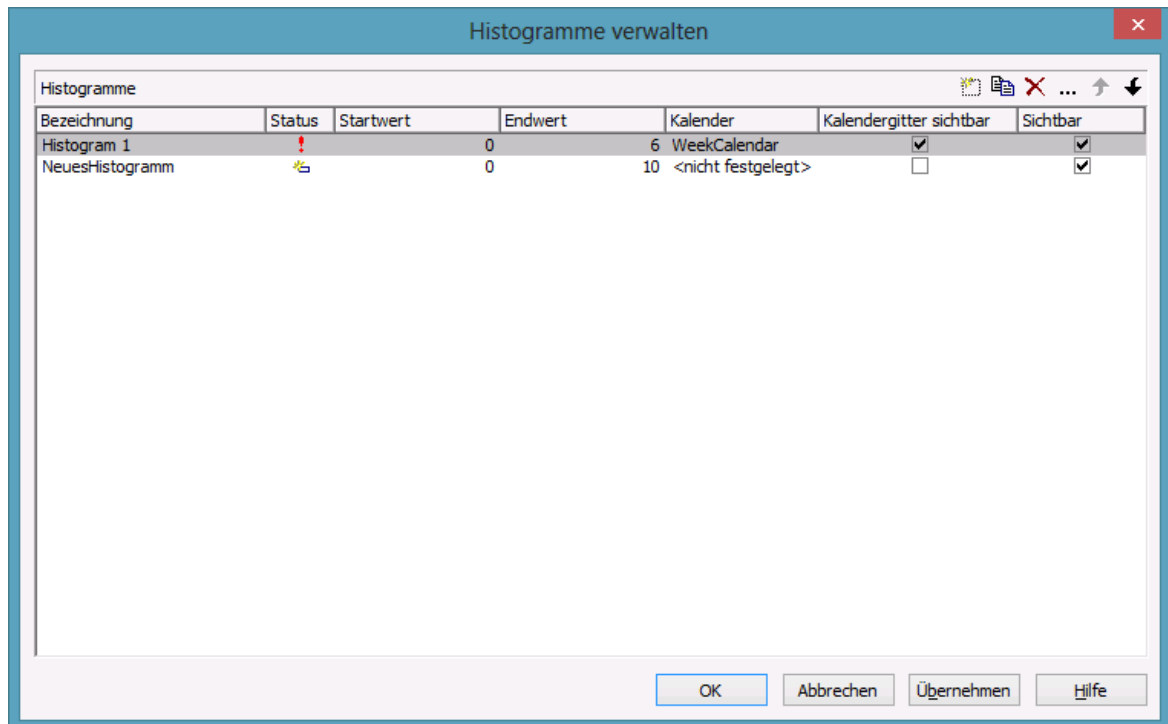 Histogramme verwalten
Histogramme ...
Bezeichnung Status Startwert Endwert Kalender Kalendergitter sichtbar Sichtbar
Histogram 1 ! 0 6 WeekCalendar
NeuesHistogramm 0 10 <nicht festgelegt>
OK Abbrechen Übernehmen Hilfe